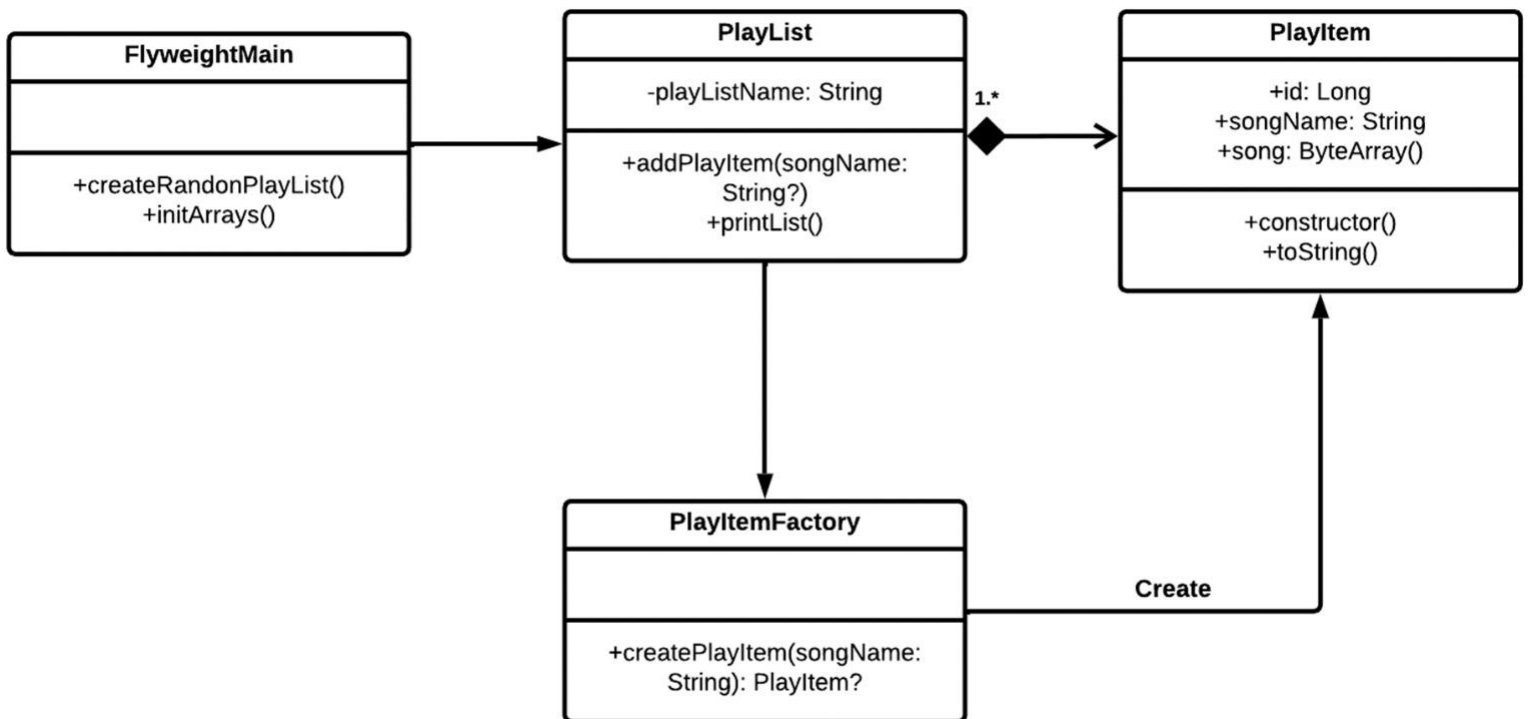 FlyweightMain
+createRandonPlayList()
+initArrays()
PlayList
-playListName: String
+addPlayItem(songName:
String?)
+printList()
1.*
PlayItem
+id: Long
+songName: String
+song: ByteArray()
+constructor()
+toString()
PlayItemFactory
+createPlayItem(songName:
String): PlayItem?
Create